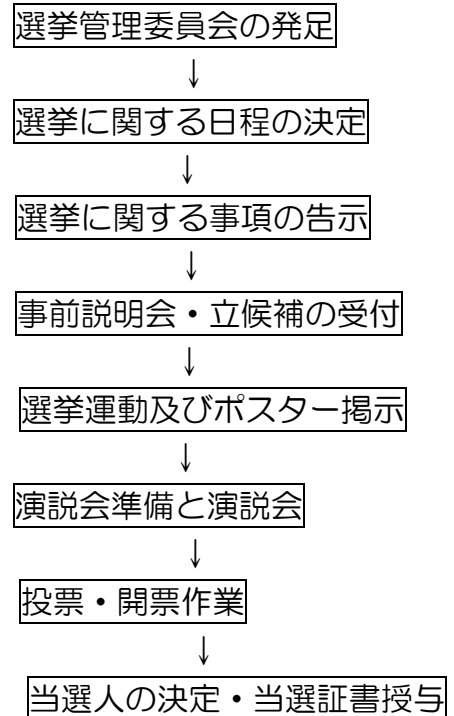 選挙管理委員会の発足
↓
選挙に関する日程の決定
↓
選挙に関する事項の告示
↓
事前説明会・立候補の受付
↓
選挙運動及びポスター掲示
↓
演説会準備と演説会
↓
投票・開票作業
↓
当選人の決定・当選証書授与